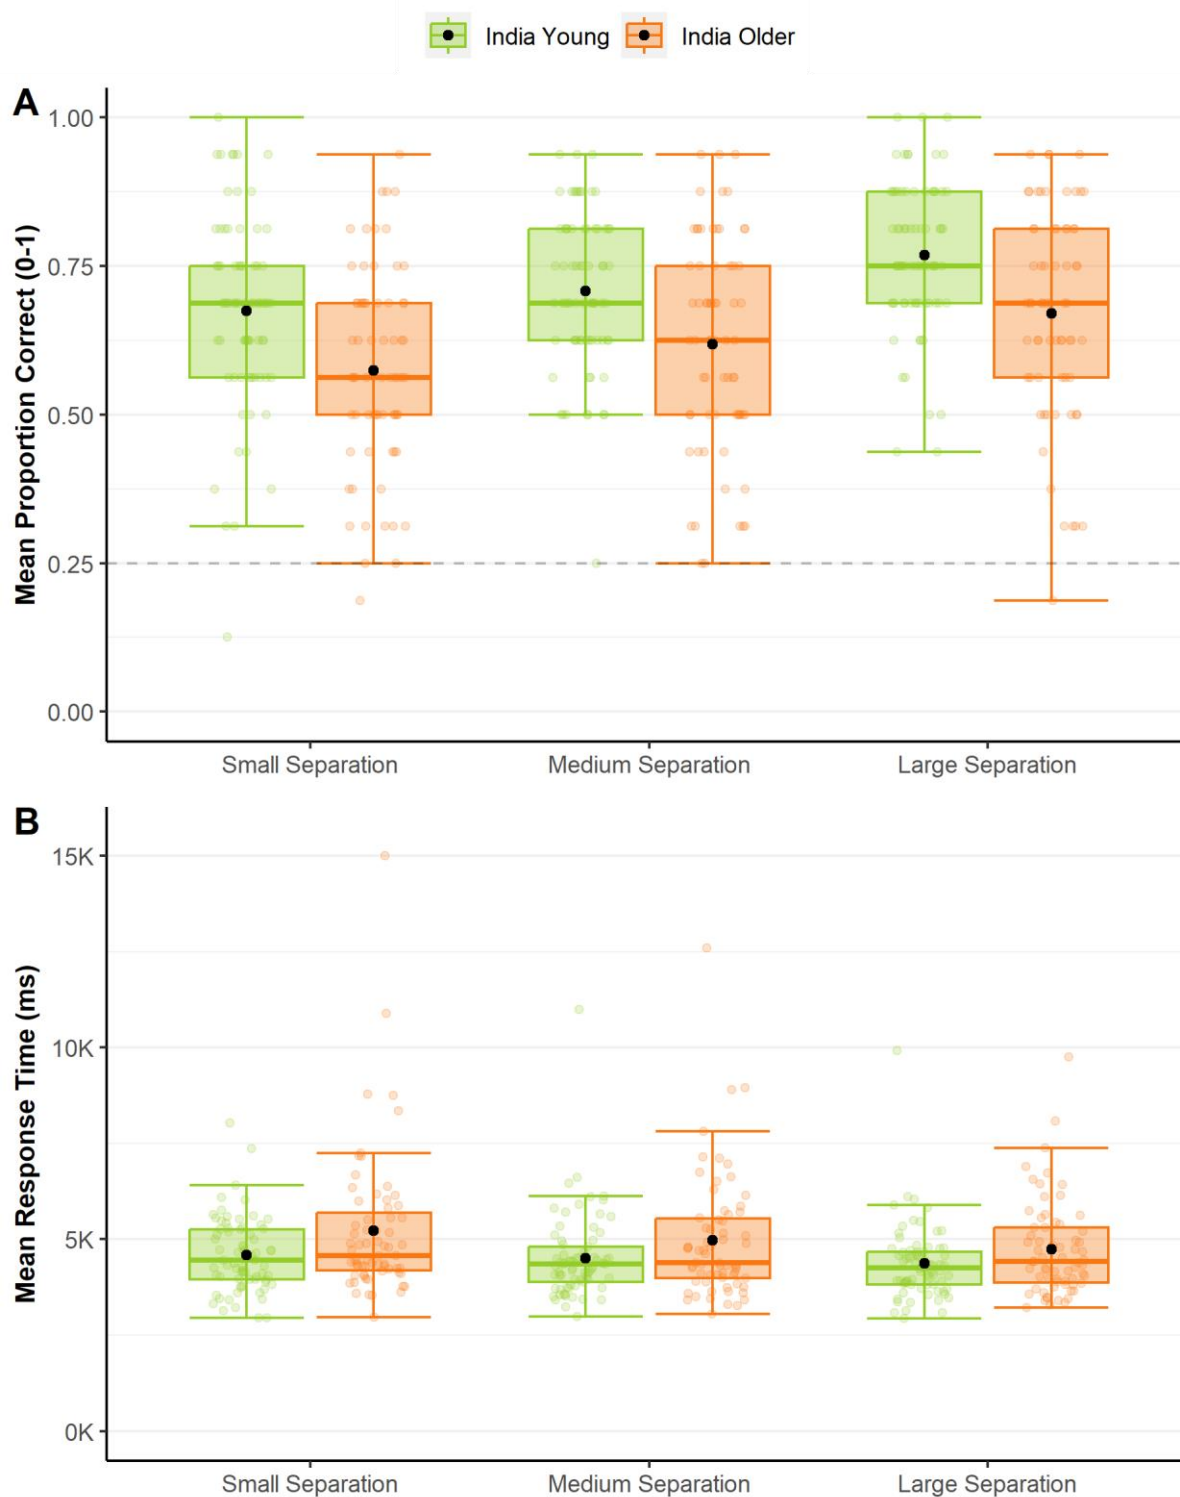 India Young India Older
A
Mean Proportion Correct (0-1)
1.00
0.75
0.50
0.25
0.00
Small Separation Medium Separation Large Separation
B
Mean Response Time (ms)
15K
10K
5K
0K
Small Separation Medium Separation Large Separation